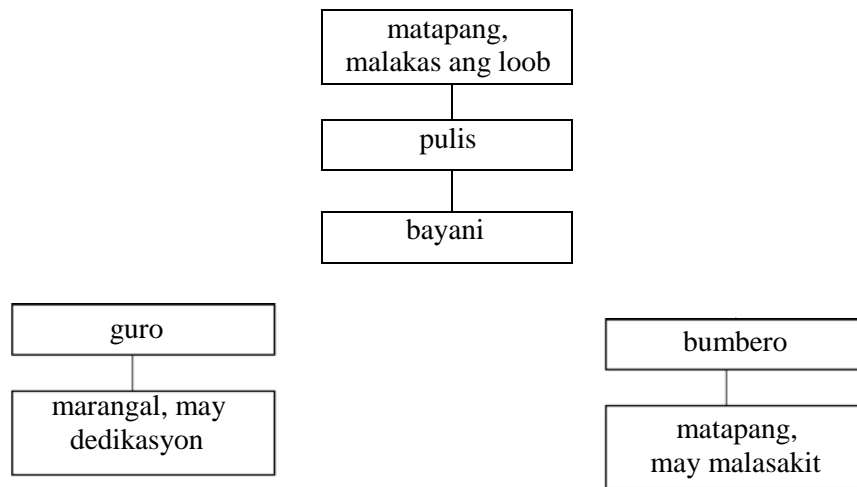 matapang,
malakas ang loob
pulis
bayani
guro
marangal, may
dedikasyon
bumbero
matapang,
may malasakit